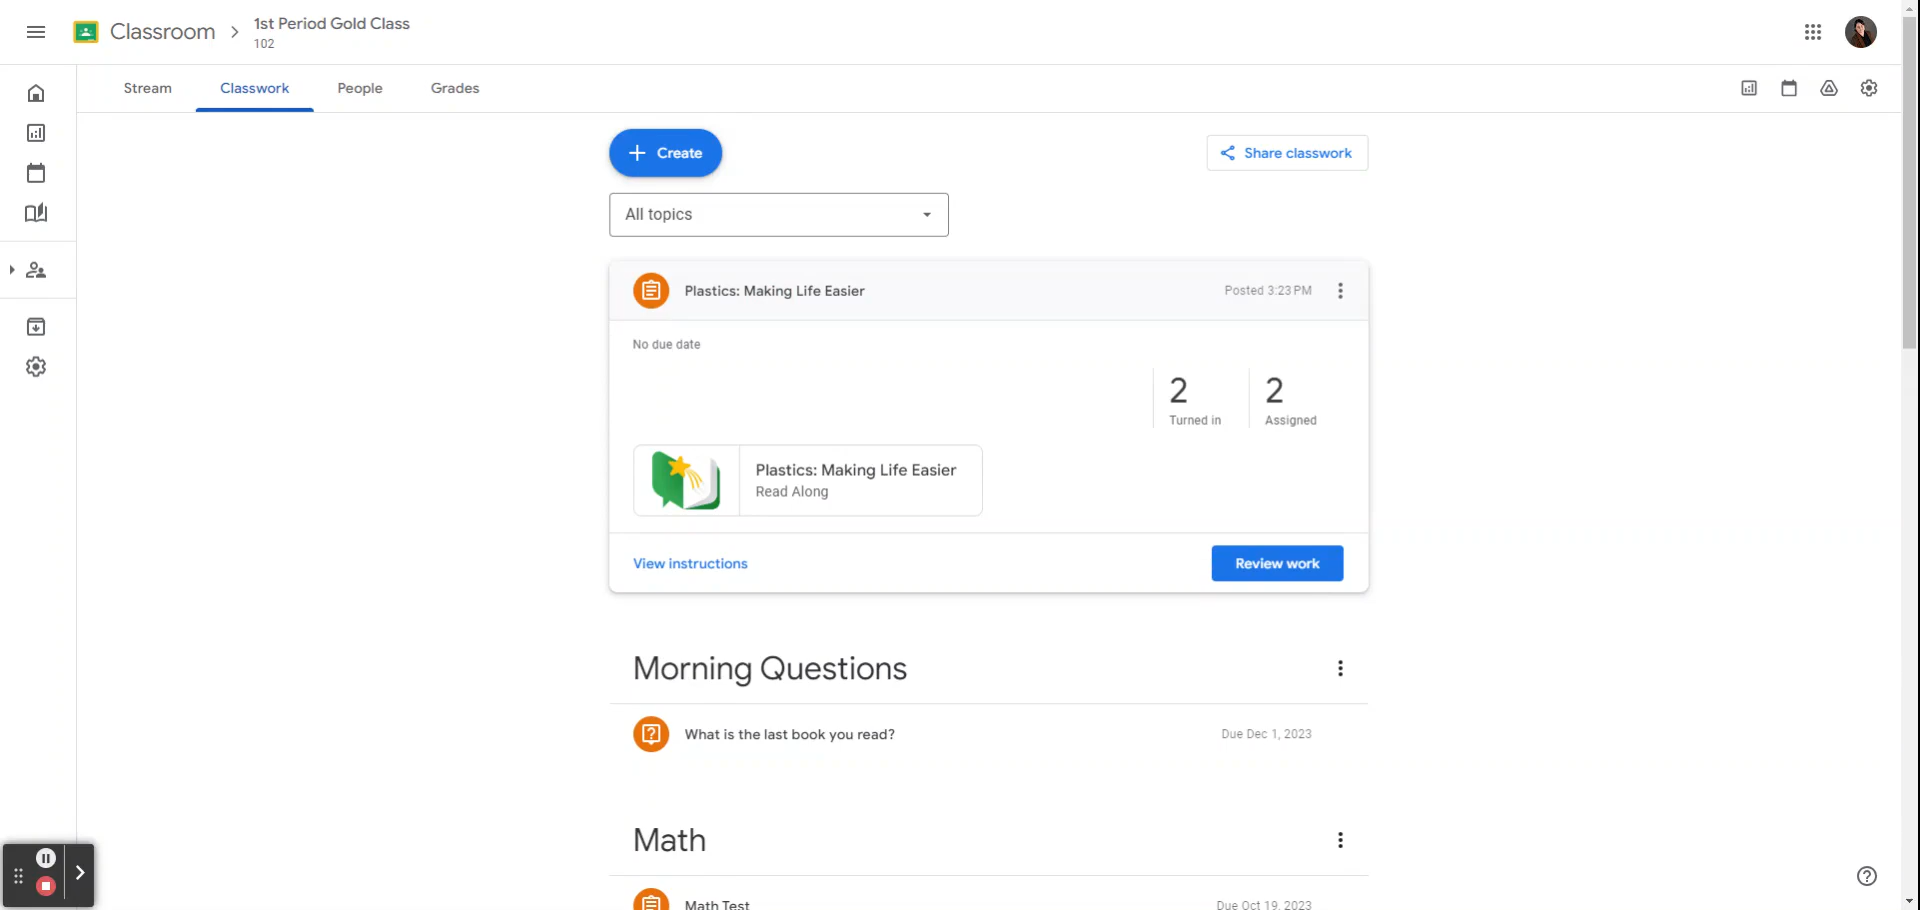 Classroom
1st Period Gold Class
102
Stream
Classwork
People
Grades
Create
Share classwork
All topics
Plastics: Making Life Easier
Posted 3:23 PM
No due date
2
Turned in
2
Assigned
Plastics: Making Life Easier
Read Along
View instructions
Review work
Morning Questions
What is the last book you read?
Due Dec 1, 2023
Math
Math Test
Due Oct 19, 2023